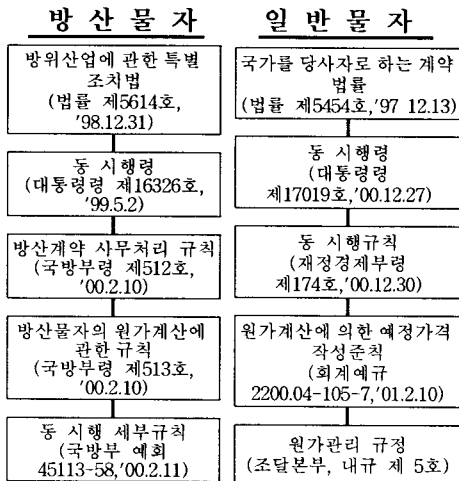 방 산 물 자
방위산업에 관한 특별
조치법
(법률 제5614호,
'98.12.31)
동 시행령
(대통령령 제16326호,
'99.5.2)
방산계약 사무처리 규칙
(국방부령 제512호,
'00.2.10)
방산물자의 원가계산에
관한 규칙
(국방부령 제513호,
'00.2.10)
동 시행 세부규칙
(국방부 예회
45113-58,'00.2.11)
일 반 물 자
국가를 당사자로 하는 계약
법률
(법률 제5454호,'97 12.13)
동 시행령
(대통령령
제17019호,'00.12.27)
동 시행규칙
(재정경제부령
제174호,'00.12.30)
원가계산에 의한 예정가격
작성준칙
(회계예규
2200.04-105-7,'01.2.10)
원가관리 규정
(조달본부, 내규 제 5호)